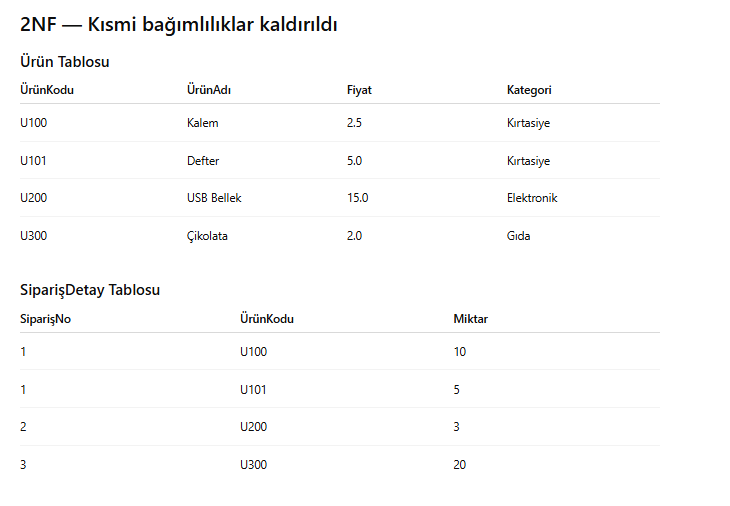 2NF — Kısmi bağımlılıklar kaldırıldı
Ürün Tablosu
ÜrünKodu ÜrünAdı Fiyat Kategori
U100 Kalem 2.5 Kırtasiye
U101 Defter 5.0 Kırtasiye
U200 USB Bellek 15.0 Elektronik
U300 Çikolata 2.0 Gıda
SiparişDetay Tablosu
SiparişNo ÜrünKodu Miktar
1 U100 10
1 U101 5
2 U200 3
3 U300 20